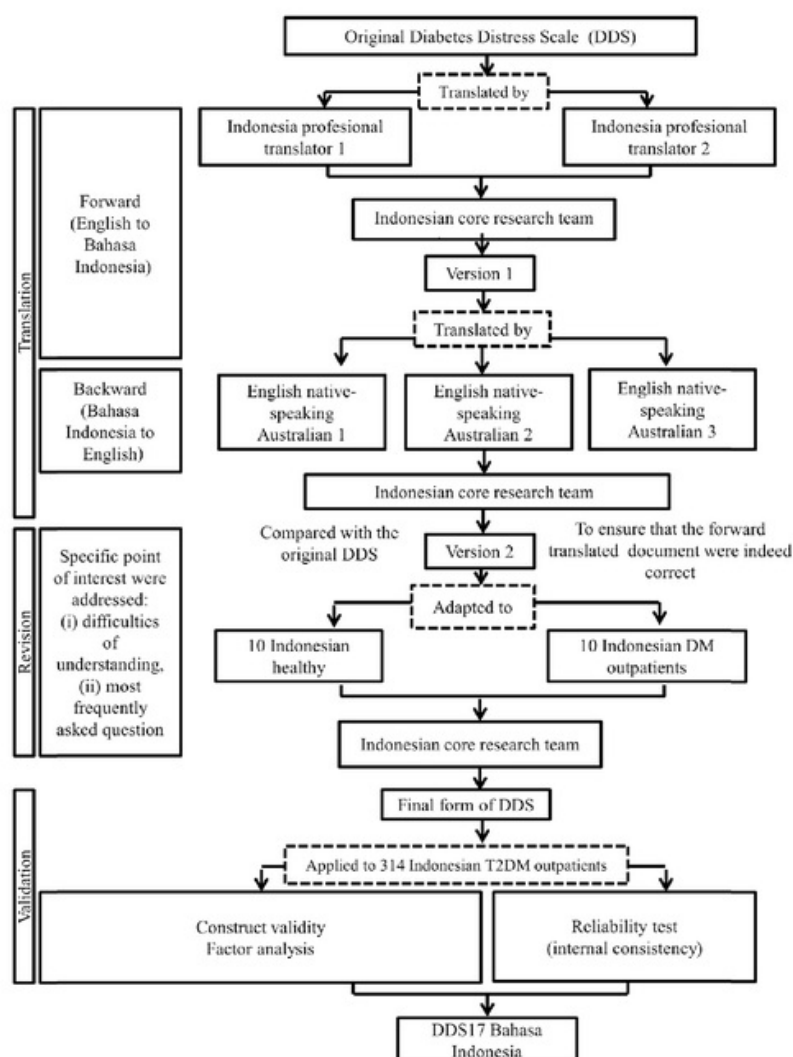 Original Diabetes Distress Scale (DDS)
Translated by
Indonesia profesional
translator 1
Indonesia profesional
translator 2
Translation
Forward
(English to
Bahasa
Indonesia)
Indonesian core research team
Version 1
Translated by
Backward
(Bahasa
Indonesia to
English)
English native-
speaking
Australian 1
English native-
speaking
Australian 2
English native-
speaking
Australian 3
Indonesian core research team
Revision
Specific point
of interest were
addressed:
(i) difficulties
of
understanding,
(ii) most
frequently
asked question
Compared with the
original DDS
Version 2
To ensure that the forward
translated document were indeed
correct
Adapted to
10 Indonesian
healthy
10 Indonesian DM
outpatients
Indonesian core research team
Final form of DDS
Validation
Applied to 314 Indonesian T2DM outpatients
Construct validity
Factor analysis
Reliability test
(internal consistency)
DDS17 Bahasa
Indonesia